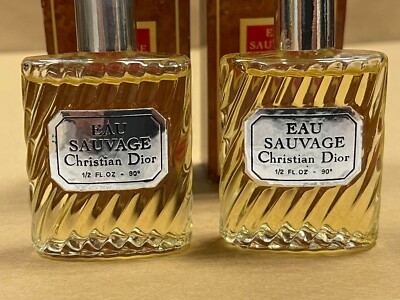 EAU
SAUVAGE
Christian Dior
1/2 FL.OZ - 90°
EAU
SAUVAGE
Christian Dior
1/2 FL.OZ - 90°